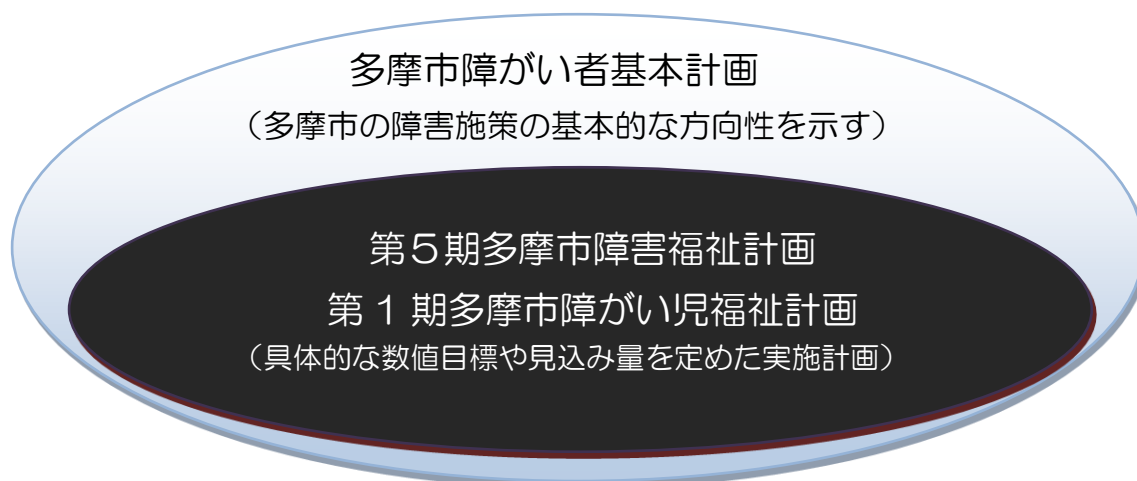 多摩市障がい者基本計画
（多摩市の障害施策の基本的な方向性を示す）
第５期多摩市障害福祉計画
第 1 期多摩市障がい児福祉計画
（具体的な数値目標や見込み量を定めた実施計画）